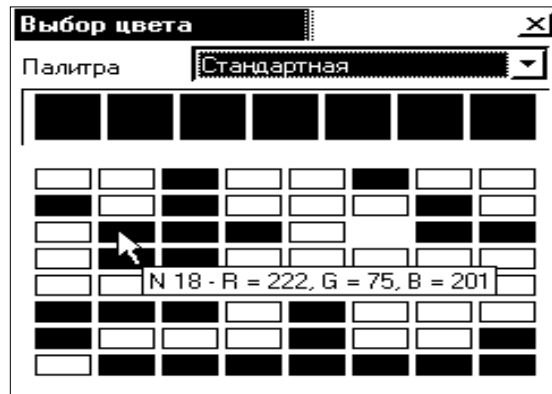 Выбор цвета
Палитра Стандартная
N 18 - R = 222, G = 75, B = 201